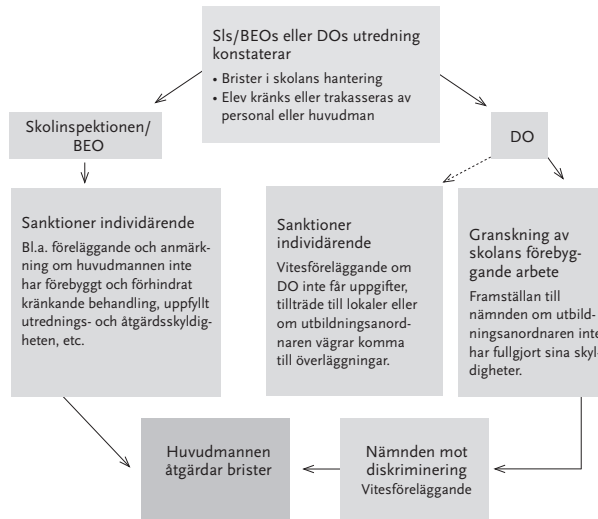 Sls/BEOs eller DOs utredning
konstaterar
• Brister i skolans hantering
• Elev kränks eller trakasseras av
personal eller huvudman
Skolinspektionen/
BEO
DO
Sanktioner individärende
Bl.a. föreläggande och anmärk-
ning om huvudmannen inte
har förebyggt och förhindrat
kränkande behandling, uppfyllt
utrednings- och åtgärdsskyldig-
heten, etc.
Sanktioner
individärende
Vitesföreläggande om
DO inte får uppgifter,
tillträde till lokaler eller
om utbildningsanord-
naren vägrar komma
till överläggningar.
Granskning av
skolans förebyg-
gande arbete
Framställan till
nämnden om utbild-
ningsanordnaren inte
har fullgjort sina skyl-
digheter.
Huvudmannen
åtgärdar brister
Nämnden mot
diskriminering
Vitesföreläggande